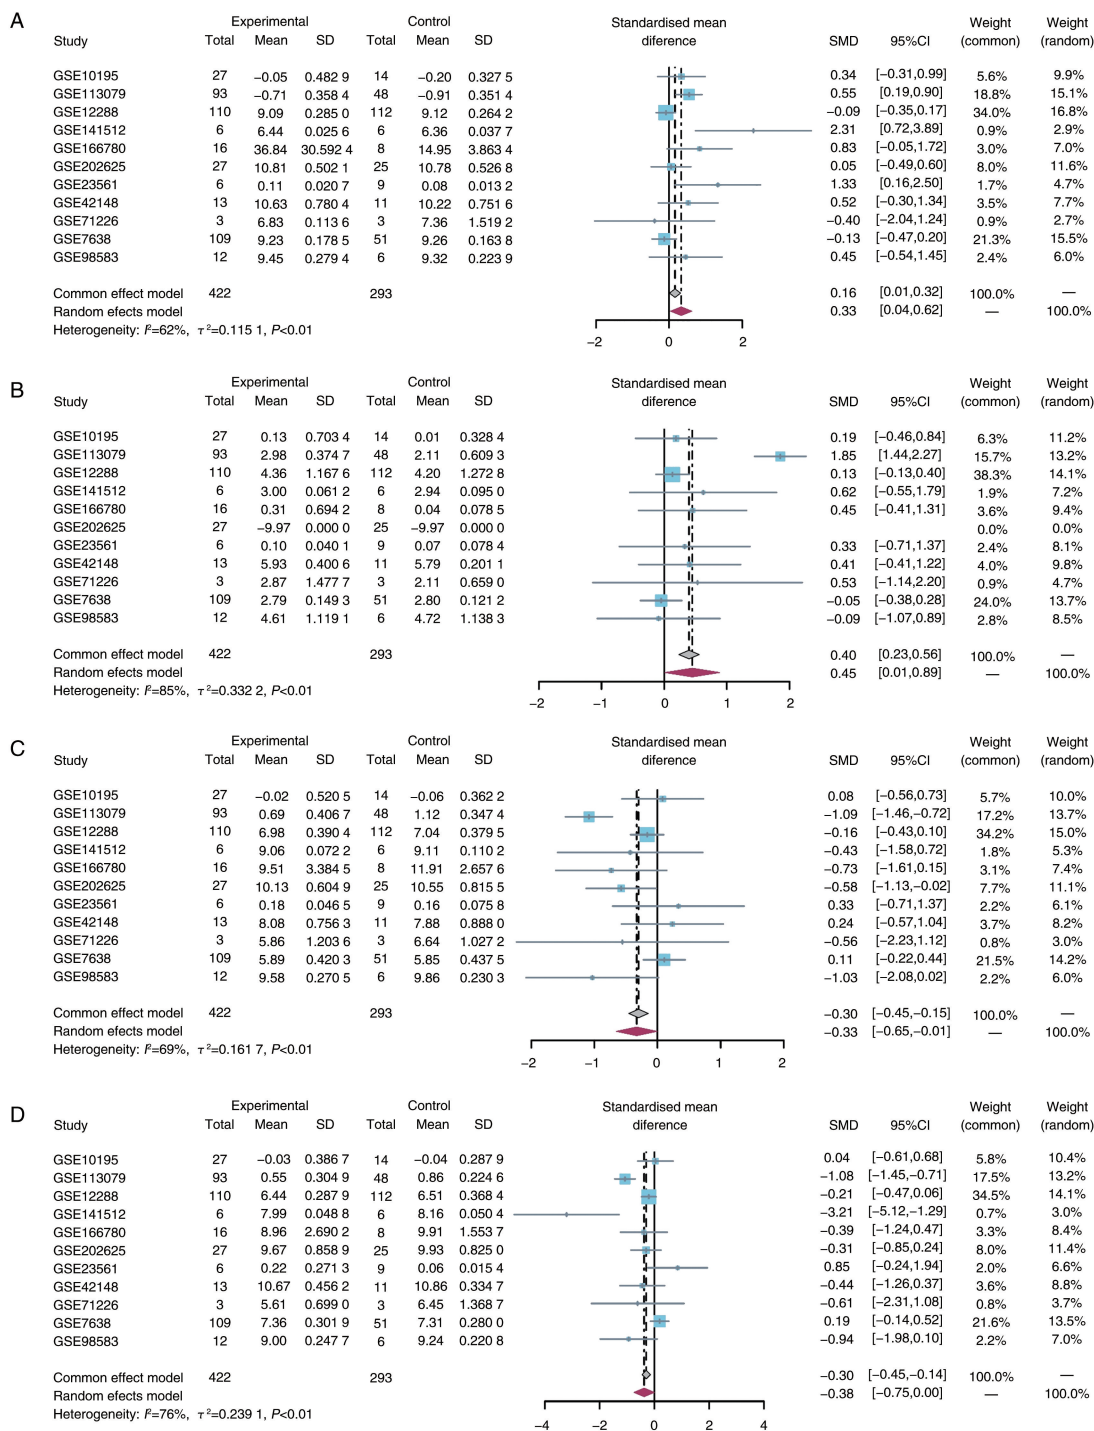 A
Experimental Control Standardised mean Weight Weight
Study Total Mean SD Total Mean SD diference SMD 95%CI (common) (random)
GSE10195 27 −0.05 0.482 9 14 −0.20 0.327 5 0.34 [−0.31,0.99] 5.6% 9.9%
GSE113079 93 −0.71 0.358 4 48 −0.91 0.351 4 0.55 [0.19,0.90] 18.8% 15.1%
GSE12288 110 9.09 0.285 0 112 9.12 0.264 2 −0.09 [−0.35,0.17] 34.0% 16.8%
GSE141512 6 6.44 0.025 6 6 6.36 0.037 7 2.31 [0.72,3.89] 0.9% 2.9%
GSE166780 16 36.84 30.592 4 8 14.95 3.863 4 0.83 [−0.05,1.72] 3.0% 7.0%
GSE202625 27 10.81 0.502 1 25 10.78 0.526 8 0.05 [−0.49,0.60] 8.0% 11.6%
GSE23561 6 0.11 0.020 7 9 0.08 0.013 2 1.33 [0.16,2.50] 1.7% 4.7%
GSE42148 13 10.63 0.780 4 11 10.22 0.751 6 0.52 [−0.30,1.34] 3.5% 7.7%
GSE71226 3 6.83 0.113 6 3 7.36 1.519 2 −0.40 [−2.04,1.24] 0.9% 2.7%
GSE7638 109 9.23 0.178 5 51 9.26 0.163 8 −0.13 [−0.47,0.20] 21.3% 15.5%
GSE98583 12 9.45 0.279 4 6 9.32 0.223 9 0.45 [−0.54,1.45] 2.4% 6.0%
Common effect model 422 293 0.16 [0.01,0.32] 100.0% —
Random efects model 0.33 [0.04,0.62] — 100.0%
Heterogeneity: I²=62%, τ²=0.115 1, P<0.01
−2 0 2
B
Experimental Control Standardised mean Weight Weight
Study Total Mean SD Total Mean SD diference SMD 95%CI (common) (random)
GSE10195 27 0.13 0.703 4 14 0.01 0.328 4 0.19 [−0.46,0.84] 6.3% 11.2%
GSE113079 93 2.98 0.374 7 48 2.11 0.609 3 1.85 [1.44,2.27] 15.7% 13.2%
GSE12288 110 4.36 1.167 6 112 4.20 1.272 8 0.13 [−0.13,0.40] 38.3% 14.1%
GSE141512 6 3.00 0.061 2 6 2.94 0.095 0 0.62 [−0.55,1.79] 1.9% 7.2%
GSE166780 16 0.31 0.694 2 8 0.04 0.078 5 0.45 [−0.41,1.31] 3.6% 9.4%
GSE202625 27 −9.97 0.000 0 25 −9.97 0.000 0 0.0% 0.0%
GSE23561 6 0.10 0.040 1 9 0.07 0.078 4 0.33 [−0.71,1.37] 2.4% 8.1%
GSE42148 13 5.93 0.400 6 11 5.79 0.201 1 0.41 [−0.41,1.22] 4.0% 9.8%
GSE71226 3 2.87 1.477 7 3 2.11 0.659 0 0.53 [−1.14,2.20] 0.9% 4.7%
GSE7638 109 2.79 0.149 3 51 2.80 0.121 2 −0.05 [−0.38,0.28] 24.0% 13.7%
GSE98583 12 4.61 1.119 1 6 4.72 1.138 3 −0.09 [−1.07,0.89] 2.8% 8.5%
Common effect model 422 293 0.40 [0.23,0.56] 100.0% —
Random efects model 0.45 [0.01,0.89] — 100.0%
Heterogeneity: I²=85%, τ²=0.332 2, P<0.01
−2 −1 0 1 2
C
Experimental Control Standardised mean Weight Weight
Study Total Mean SD Total Mean SD diference SMD 95%CI (common) (random)
GSE10195 27 −0.02 0.520 5 14 −0.06 0.362 2 0.08 [−0.56,0.73] 5.7% 10.0%
GSE113079 93 0.69 0.406 7 48 1.12 0.347 4 −1.09 [−1.46,−0.72] 17.2% 13.7%
GSE12288 110 6.98 0.390 4 112 7.04 0.379 5 −0.16 [−0.43,0.10] 34.2% 15.0%
GSE141512 6 9.06 0.072 2 6 9.11 0.110 2 −0.43 [−1.58,0.72] 1.8% 5.3%
GSE166780 16 9.51 3.384 5 8 11.91 2.657 6 −0.73 [−1.61,0.15] 3.1% 7.4%
GSE202625 27 10.13 0.604 9 25 10.55 0.815 5 −0.58 [−1.13,−0.02] 7.7% 11.1%
GSE23561 6 0.18 0.046 5 9 0.16 0.075 8 0.33 [−0.71,1.37] 2.2% 6.1%
GSE42148 13 8.08 0.756 3 11 7.88 0.888 0 0.24 [−0.57,1.04] 3.7% 8.2%
GSE71226 3 5.86 1.203 6 3 6.64 1.027 2 −0.56 [−2.23,1.12] 0.8% 3.0%
GSE7638 109 5.89 0.420 3 51 5.85 0.437 5 0.11 [−0.22,0.44] 21.5% 14.2%
GSE98583 12 9.58 0.270 5 6 9.86 0.230 3 −1.03 [−2.08,0.02] 2.2% 6.0%
Common effect model 422 293 −0.30 [−0.45,−0.15] 100.0% —
Random efects model −0.33 [−0.65,−0.01] — 100.0%
Heterogeneity: I²=69%, τ²=0.161 7, P<0.01
−2 −1 0 1 2
D
Experimental Control Standardised mean Weight Weight
Study Total Mean SD Total Mean SD diference SMD 95%CI (common) (random)
GSE10195 27 −0.03 0.386 7 14 −0.04 0.287 9 0.04 [−0.61,0.68] 5.8% 10.4%
GSE113079 93 0.55 0.304 9 48 0.86 0.224 6 −1.08 [−1.45,−0.71] 17.5% 13.2%
GSE12288 110 6.44 0.287 9 112 6.51 0.368 4 −0.21 [−0.47,0.06] 34.5% 14.1%
GSE141512 6 7.99 0.048 8 6 8.16 0.050 4 −3.21 [−5.12,−1.29] 0.7% 3.0%
GSE166780 16 8.96 2.690 2 8 9.91 1.553 7 −0.39 [−1.24,0.47] 3.3% 8.4%
GSE202625 27 9.67 0.858 9 25 9.93 0.825 0 −0.31 [−0.85,0.24] 8.0% 11.4%
GSE23561 6 0.22 0.271 3 9 0.06 0.015 4 0.85 [−0.24,1.94] 2.0% 6.6%
GSE42148 13 10.67 0.456 2 11 10.86 0.334 7 −0.44 [−1.26,0.37] 3.6% 8.8%
GSE71226 3 5.61 0.699 0 3 6.45 1.368 7 −0.61 [−2.31,1.08] 0.8% 3.7%
GSE7638 109 7.36 0.301 9 51 7.31 0.280 0 0.19 [−0.14,0.52] 21.6% 13.5%
GSE98583 12 9.00 0.247 7 6 9.24 0.220 8 −0.94 [−1.98,0.10] 2.2% 7.0%
Common effect model 422 293 −0.30 [−0.45,−0.14] 100.0% —
Random efects model −0.38 [−0.75,0.00] — 100.0%
Heterogeneity: I²=76%, τ²=0.239 1, P<0.01
−4 −2 0 2 4